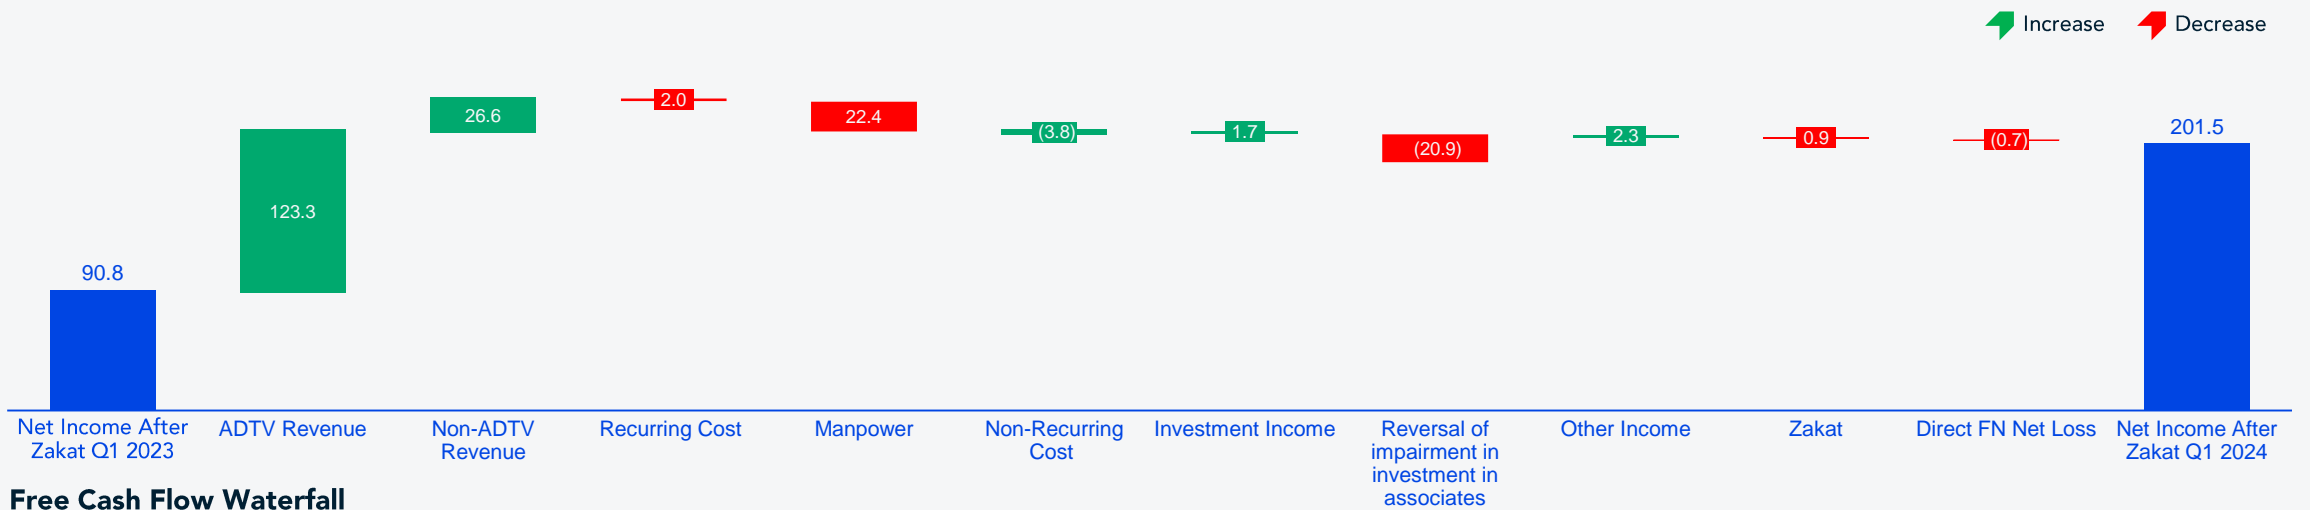 Increase
Decrease
90.8
123.3
26.6
2.0
22.4
(3.8)
1.7
(20.9)
2.3
0.9
(0.7)
201.5
Net Income After
Zakat Q1 2023
ADTV Revenue
Non-ADTV
Revenue
Recurring Cost
Manpower
Non-Recurring
Cost
Investment Income
Reversal of
impairment in
investment in
associates
Other Income
Zakat
Direct FN Net Loss
Net Income After
Zakat Q1 2024
Free Cash Flow Waterfall